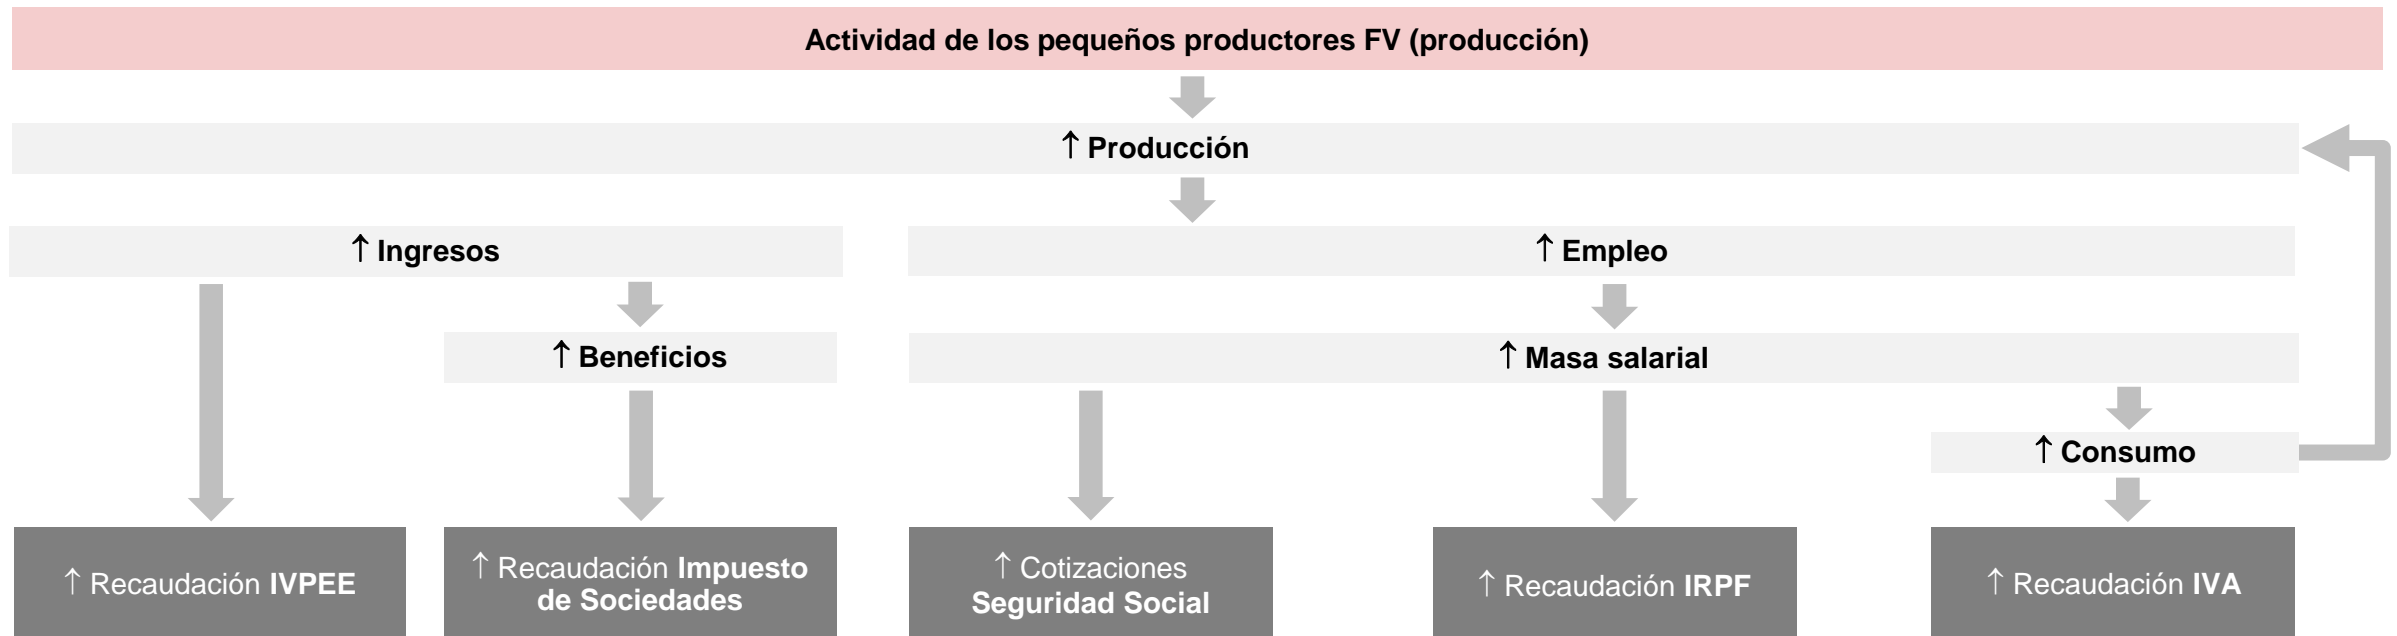 Actividad de los pequeños productores FV (producción)
↑ Producción
↑ Ingresos
↑ Empleo
↑ Beneficios
↑ Masa salarial
↑ Consumo
↑ Recaudación IVPEE
↑ Recaudación Impuesto
de Sociedades
↑ Cotizaciones
Seguridad Social
↑ Recaudación IRPF
↑ Recaudación IVA